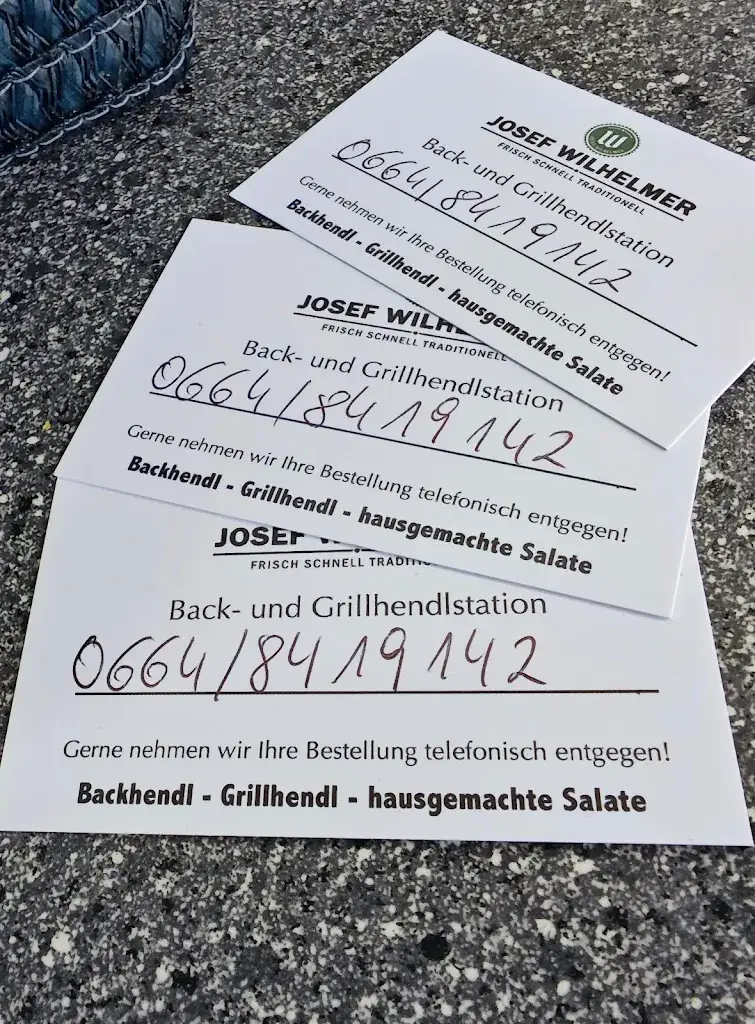 JOSEF WILHELMER
FRISCH SCHNELL TRADITIONELL
Back- und Grillhendlstation
0664/8419142
Gerne nehmen wir Ihre Bestellung telefonisch entgegen!
Backhendl - Grillhendl - hausgemachte Salate
JOSEF WILH
FRISCH SCHNELL TRADITIONELL
Back- und Grillhendlstation
0664/8419142
Gerne nehmen wir Ihre Bestellung telefonisch entgegen!
Backhendl - Grillhendl - hausgemachte Salate
JOSEF
FRISCH SCHNELL TRADIT
Back- und Grillhendlstation
0664/8419142
Gerne nehmen wir Ihre Bestellung telefonisch entgegen!
Backhendl - Grillhendl - hausgemachte Salate